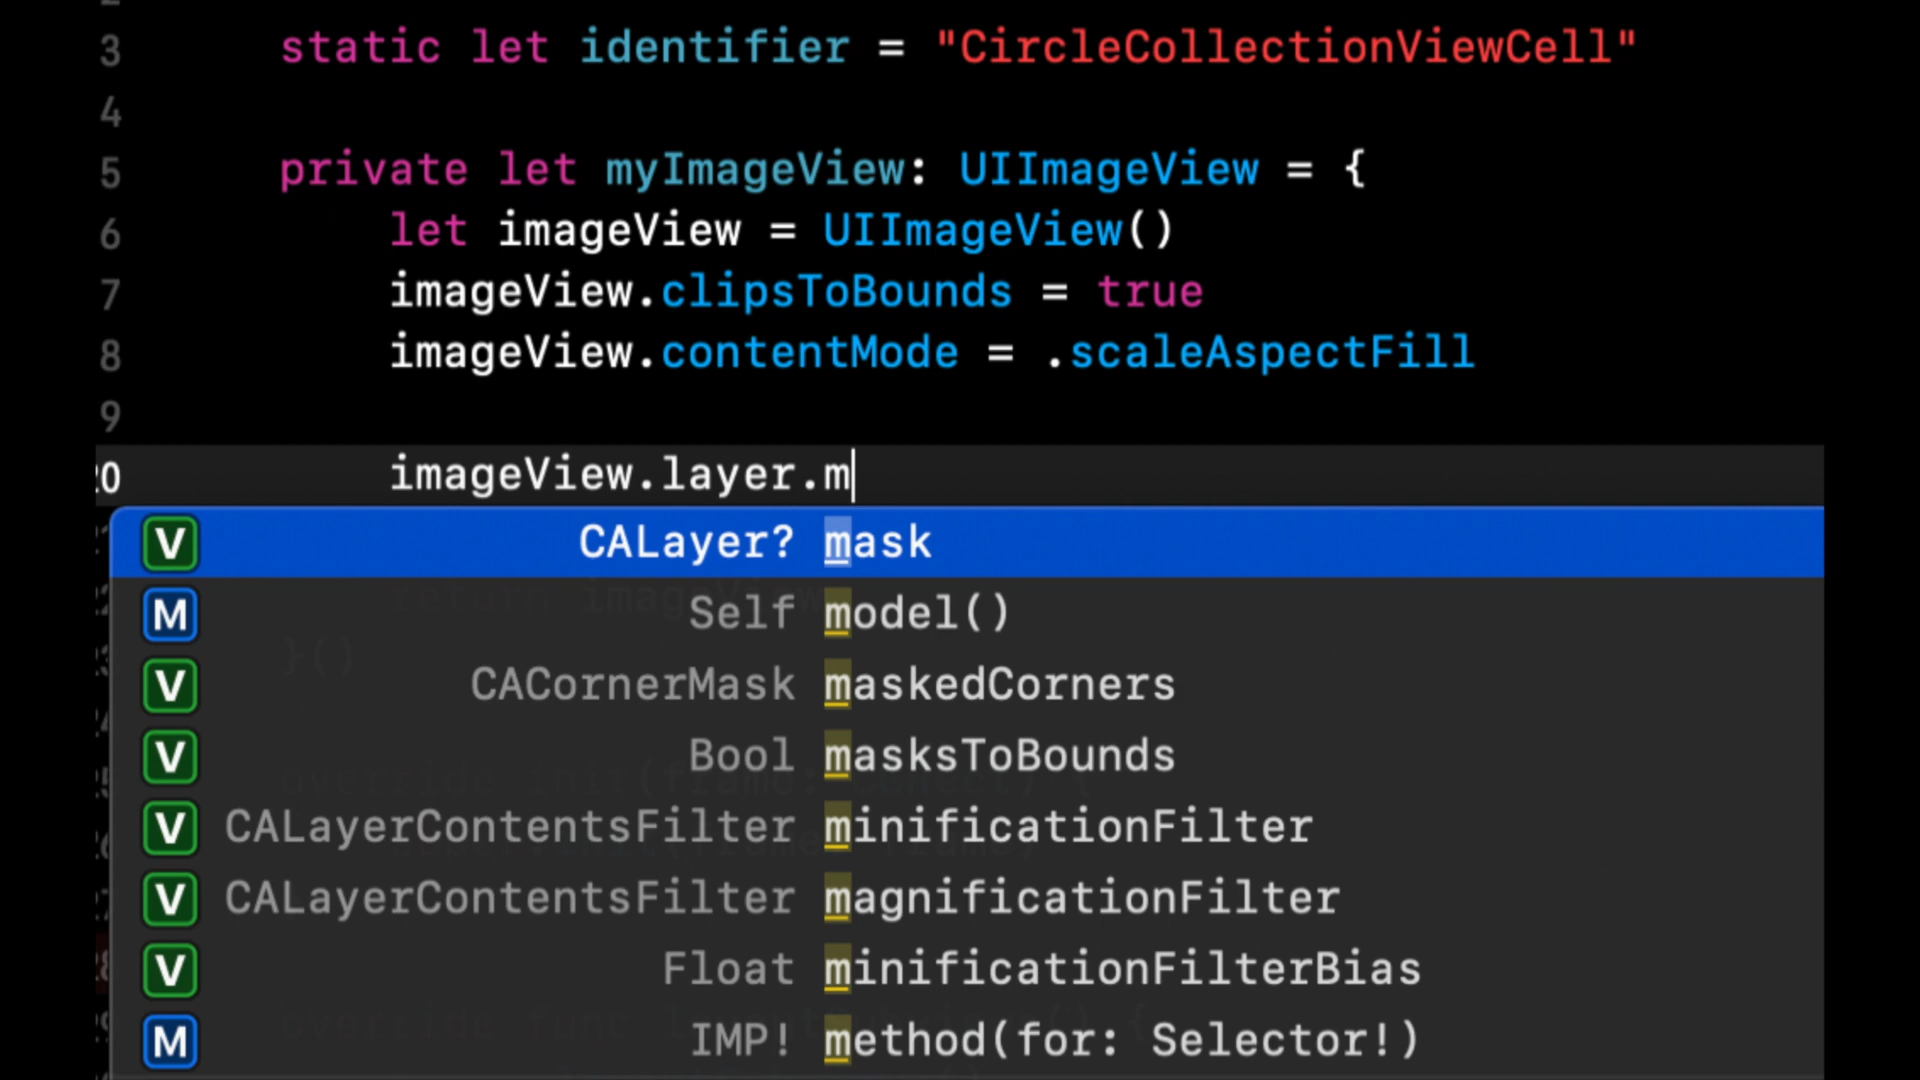 3 static let identifier = "CircleCollectionViewCell"
4
5 private let myImageView: UIImageView = {
6 let imageView = UIImageView()
7 imageView.clipsToBounds = true
8 imageView.contentMode = .scaleAspectFill
9
20 imageView.layer.m
V CALayer? mask
M Self model()
V CACornerMask maskedCorners
V Bool masksToBounds
V CALayerContentsFilter minificationFilter
V CALayerContentsFilter magnificationFilter
V Float minificationFilterBias
M IMP! method(for: Selector!)